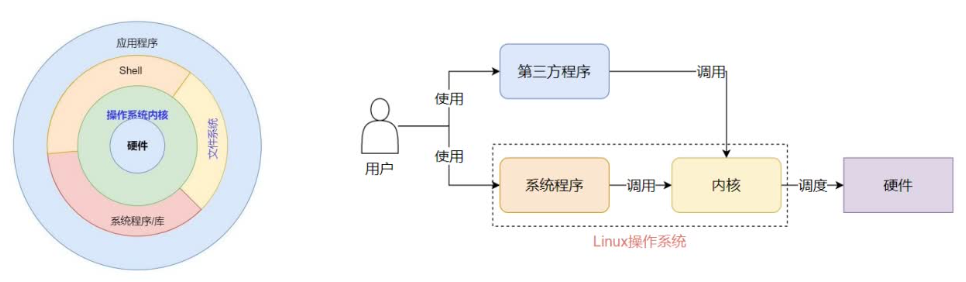 应用程序
Shell
操作系统内核
硬件
文件系统
系统程序/库
第三方程序
调用
使用
用户
使用
系统程序
调用
内核
调度
硬件
Linux操作系统